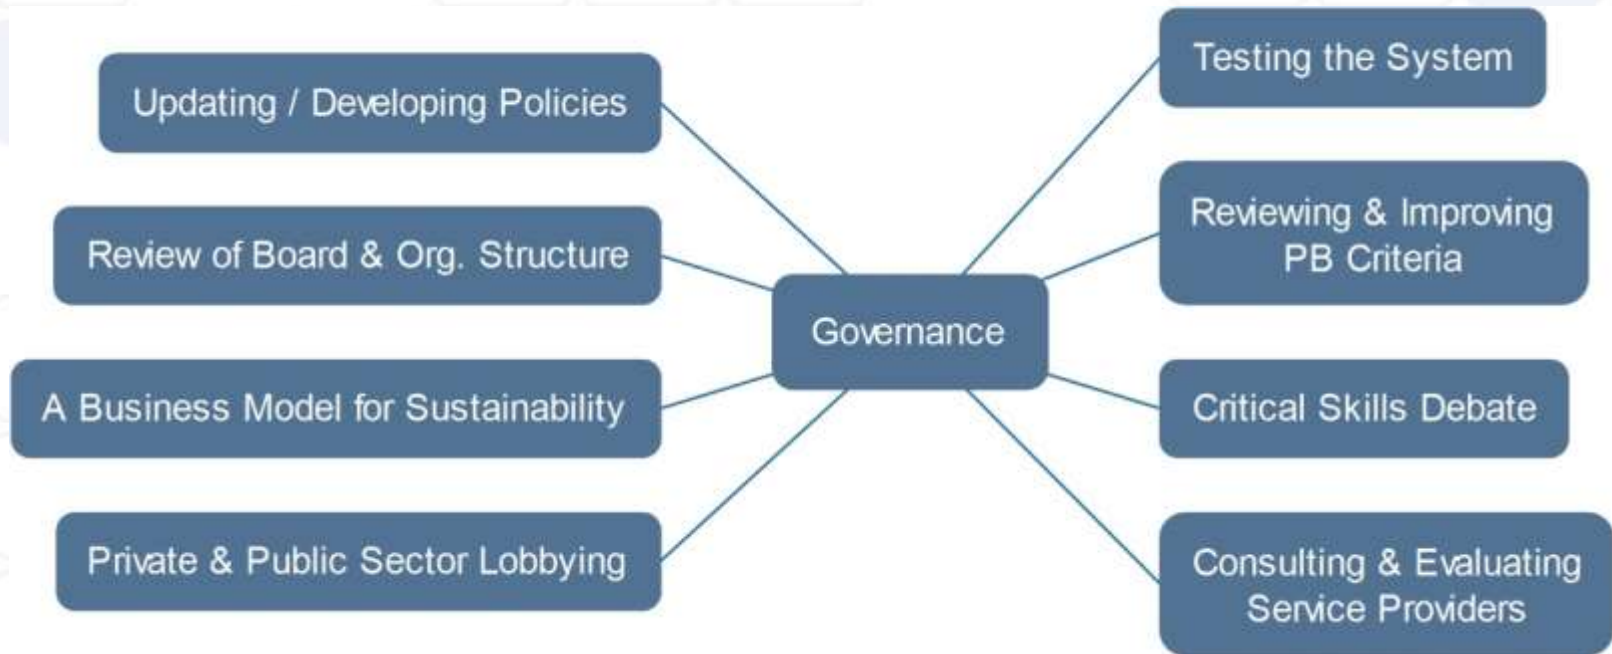 Updating / Developing Policies
Review of Board & Org. Structure
A Business Model for Sustainability
Private & Public Sector Lobbying
Governance
Testing the System
Reviewing & Improving
PB Criteria
Critical Skills Debate
Consulting & Evaluating
Service Providers